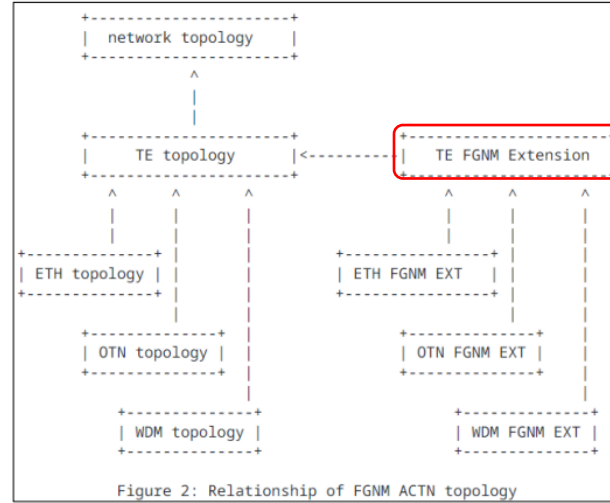 network topology
TE topology
TE FGNM Extension
ETH topology
ETH FGNM EXT
OTN topology
OTN FGNM EXT
WDM topology
WDM FGNM EXT
Figure 2: Relationship of FGNM ACTN topology